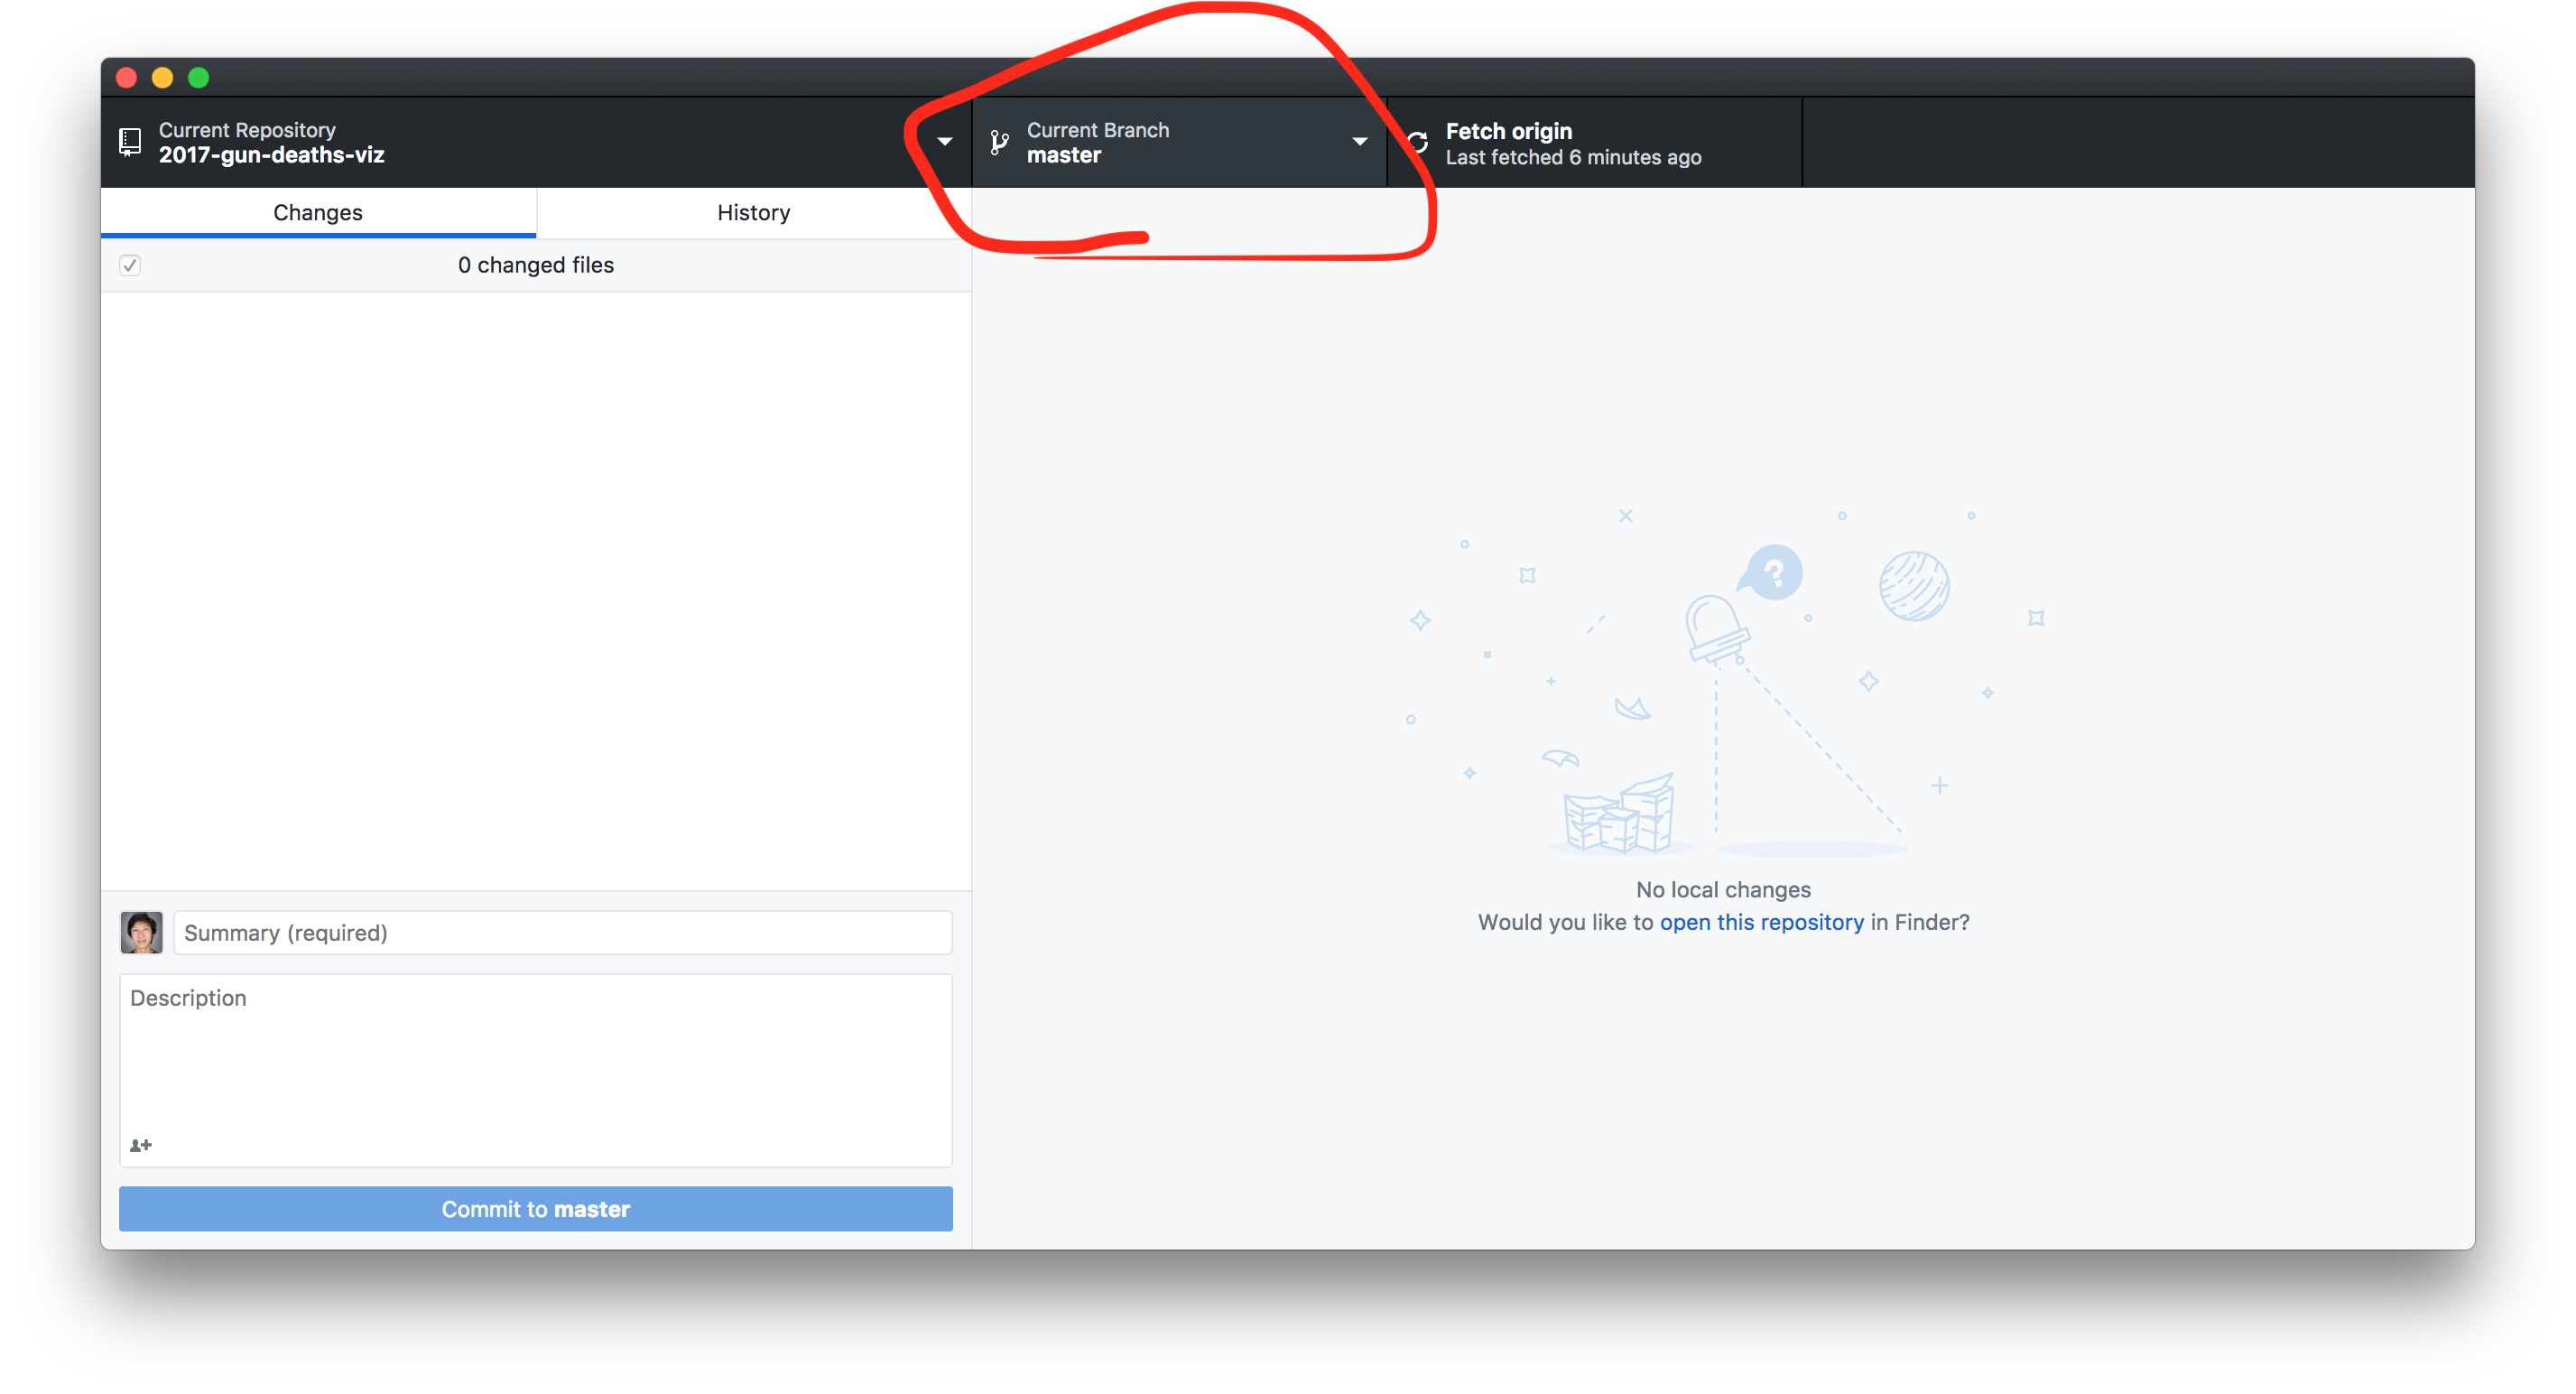 Current Repository
2017-gun-deaths-viz
Current Branch
master
Fetch origin
Last fetched 6 minutes ago
Changes
History
0 changed files
?
No local changes
Would you like to open this repository in Finder?
Summary (required)
Description
Commit to master